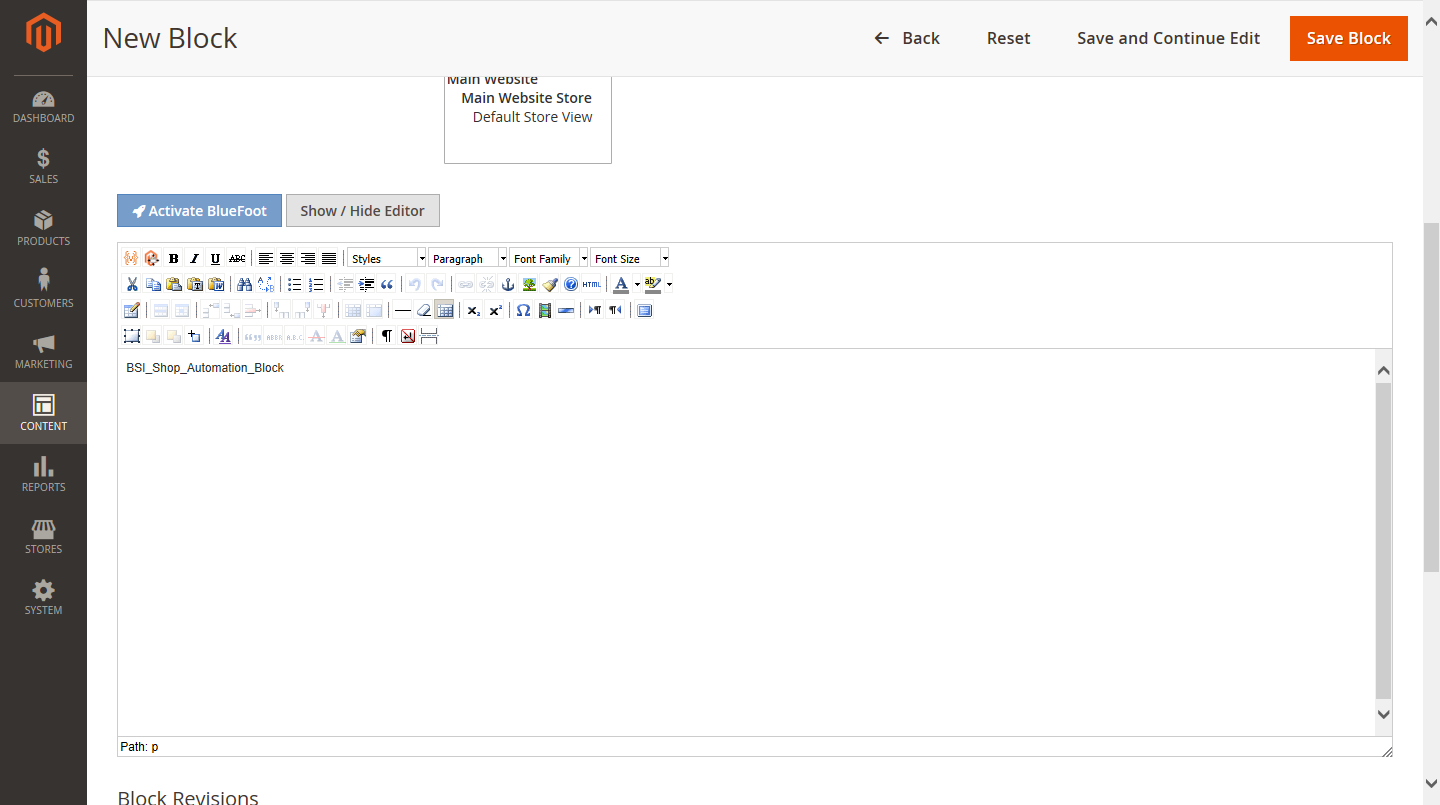 New Block
Back
Reset
Save and Continue Edit
Save Block
Main Website
Main Website Store
Default Store View
DASHBOARD
SALES
PRODUCTS
CUSTOMERS
MARKETING
CONTENT
REPORTS
STORES
SYSTEM
Activate BlueFoot
Show / Hide Editor
B I U ABC
Styles
Paragraph
Font Family
Font Size
HTML
BSI_Shop_Automation_Block
Path: p
Block Revisions